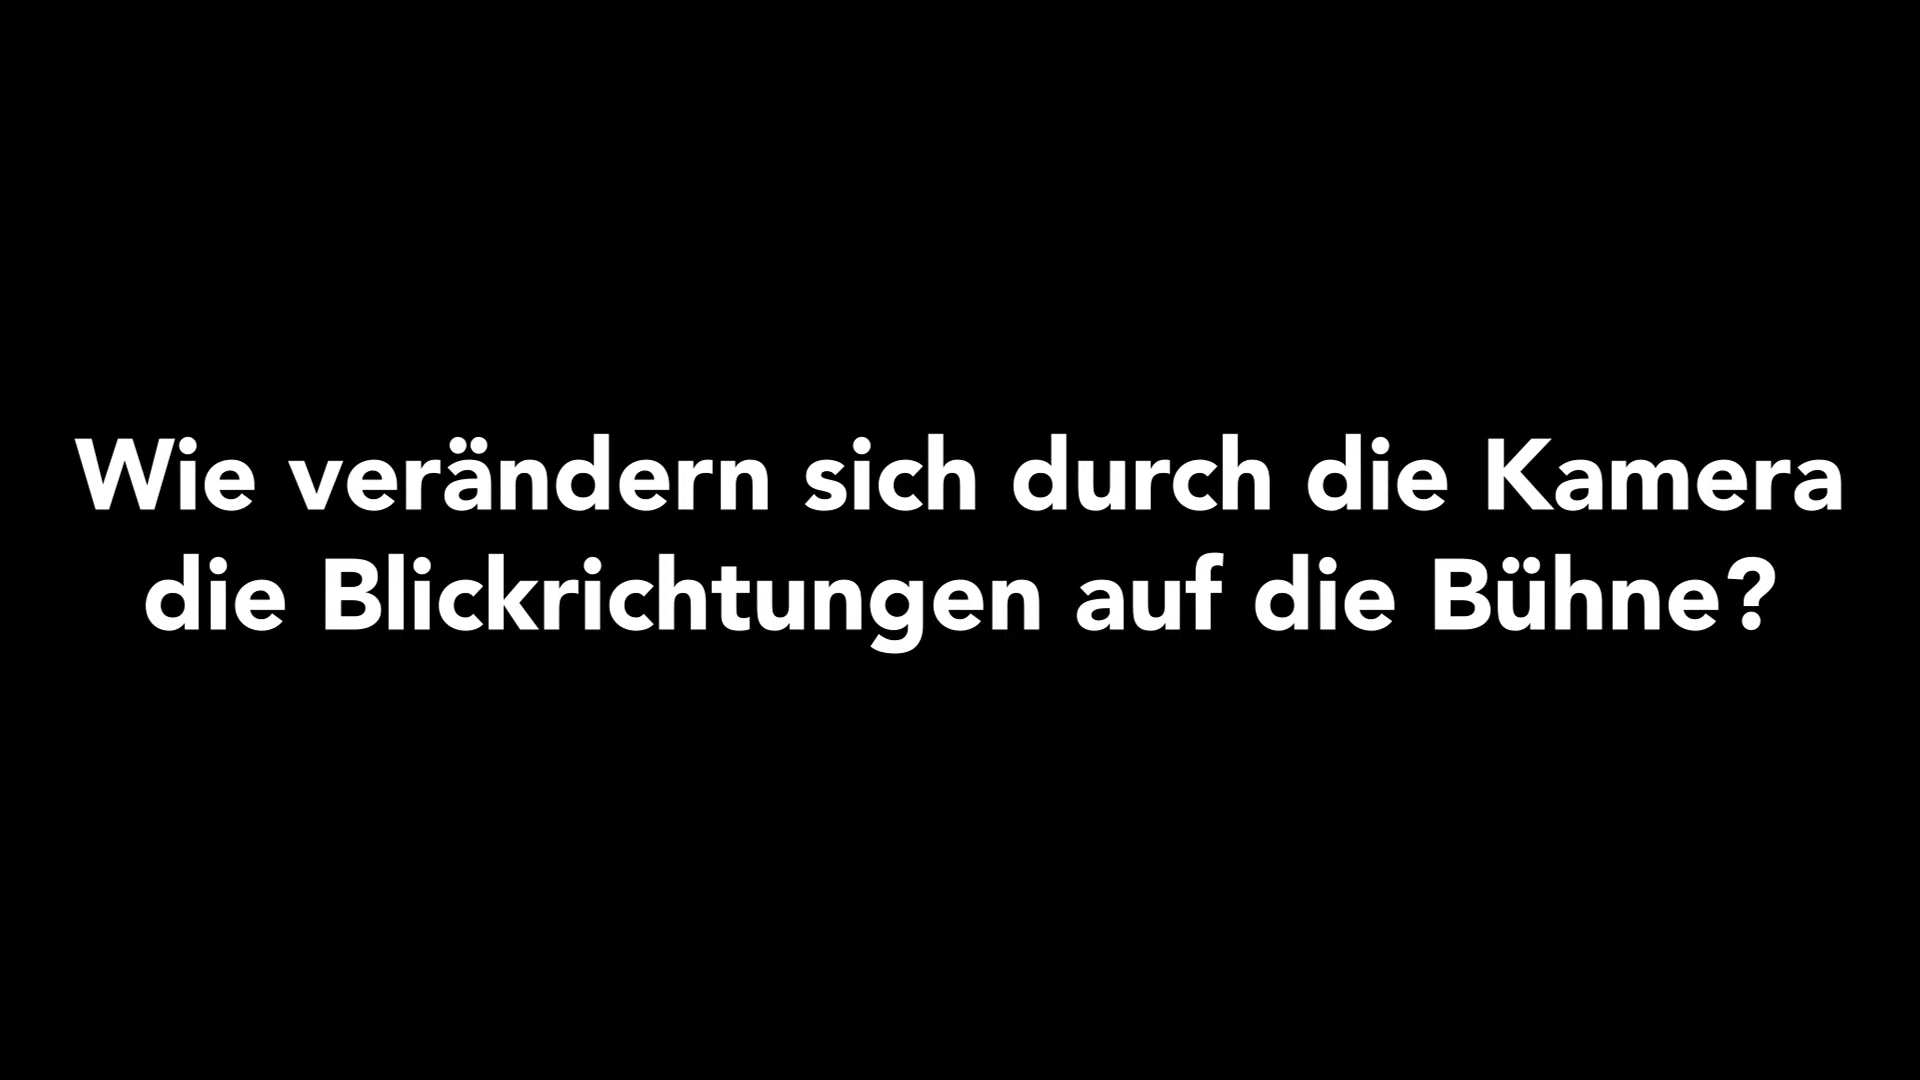 Wie verändern sich durch die Kamera
die Blickrichtungen auf die Bühne?